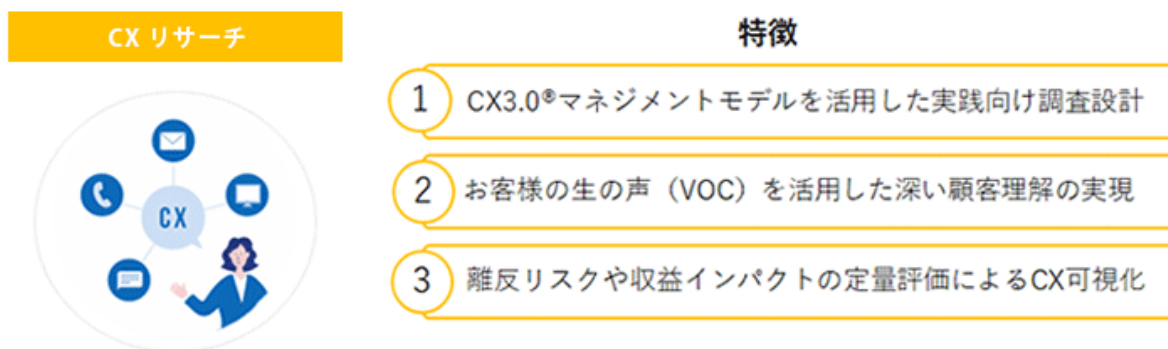 CX リサーチ
CX
特徴
1 CX3.0®マネジメントモデルを活用した実践向け調査設計
2 お客様の生の声（VOC）を活用した深い顧客理解の実現
3 離反リスクや収益インパクトの定量評価によるCX可視化